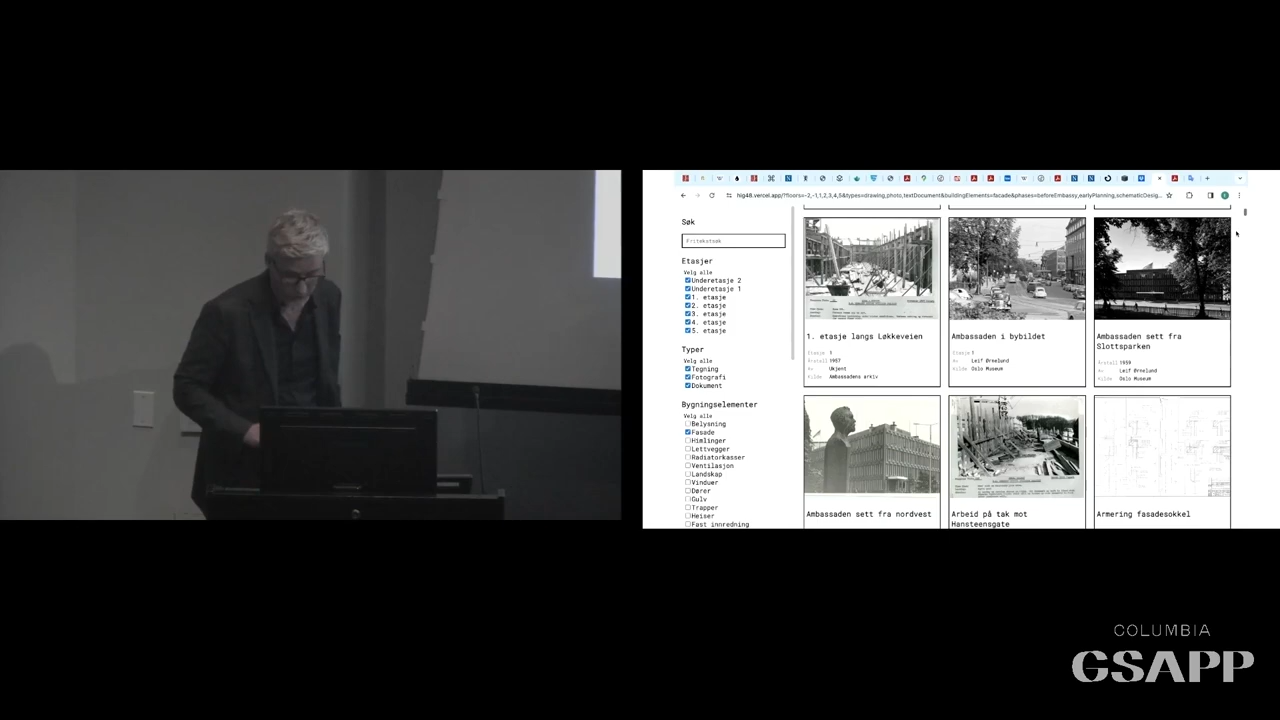 hig48.vercel.app/?floors=-2,-1,1,2,3,4,5&types=drawing,photo,textDocument&buildingElements=facade&phases=beforeEmbassy,earlyPlanning,schematicDesig...
Søk
Fritekstsøk
Etasjer
Velg alle
Underetasje 2
Underetasje 1
1. etasje
2. etasje
3. etasje
4. etasje
5. etasje
Typer
Velg alle
Tegning
Fotografi
Dokument
Bygningselementer
Velg alle
Belysning
Fasade
Himlinger
Lettvegger
Radiatorkasser
Ventilasjon
Landskap
Vinduer
Dører
Gulv
Trapper
Heiser
Fast innredning
1. etasje langs Løkkeveien
Etasje 1
Årstall 1957
Av Ukjent
Kilde Ambassadens arkiv
Ambassaden i bybildet
Etasje 1
Av Leif Ørnelund
Kilde Oslo Museum
Ambassaden sett fra
Slottsparken
Årstall 1959
Av Leif Ørnelund
Kilde Oslo Museum
Ambassaden sett fra nordvest
Arbeid på tak mot
Hansteensgate
Armering fasadesokkel
COLUMBIA
GSAPP